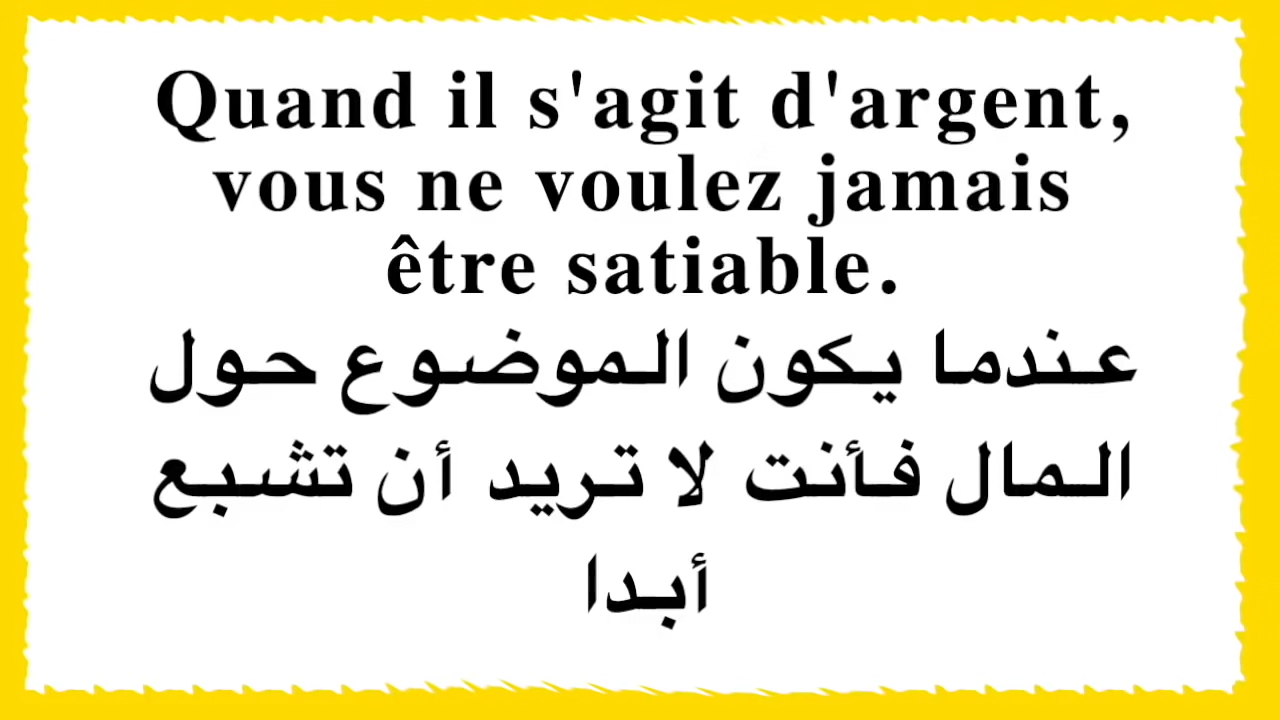 Quand il s'agit d'argent,
vous ne voulez jamais
être satiable.
عندما يكون الموضوع حول
المال فأنت لا تريد أن تشبع
أبدا